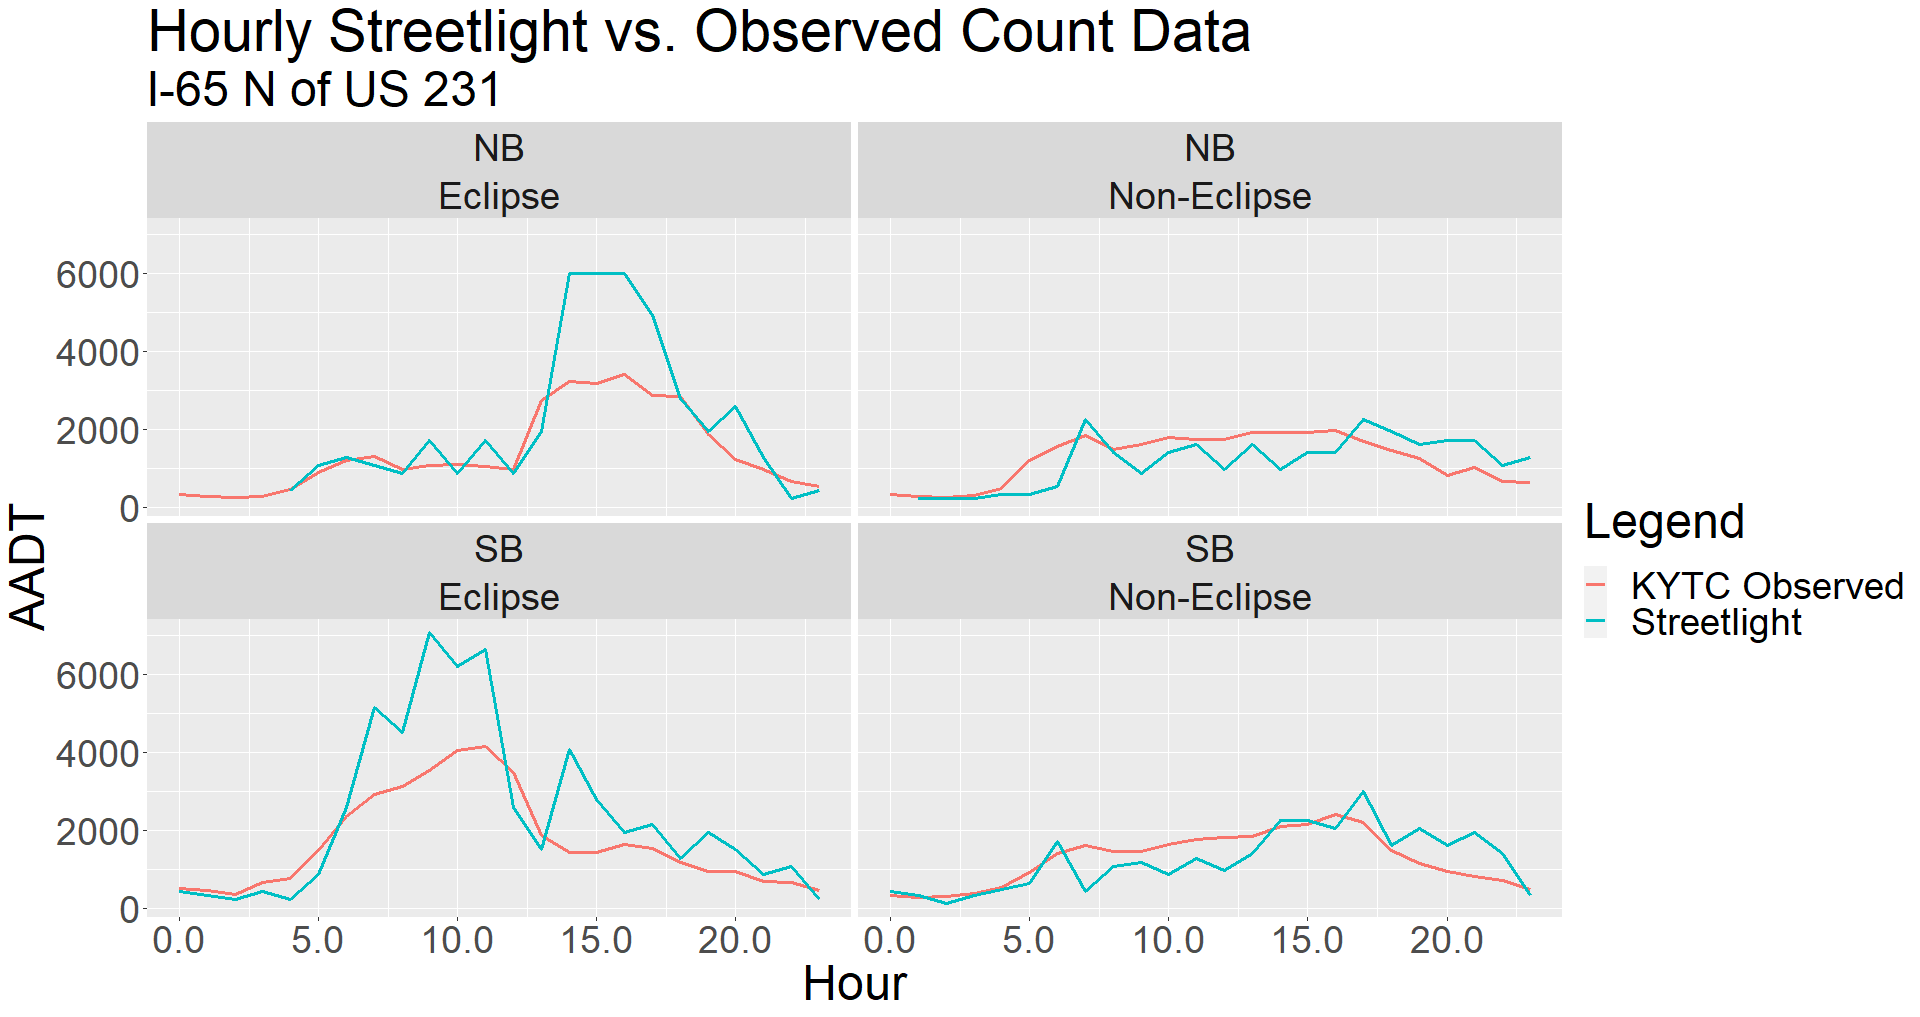 Hourly Streetlight vs. Observed Count Data
I-65 N of US 231
NB
Eclipse
NB
Non-Eclipse
6000
4000
2000
0
SB
Eclipse
SB
Non-Eclipse
6000
4000
2000
0
0.0 5.0 10.0 15.0 20.0
0.0 5.0 10.0 15.0 20.0
Hour
AADT
Legend
KYTC Observed
Streetlight